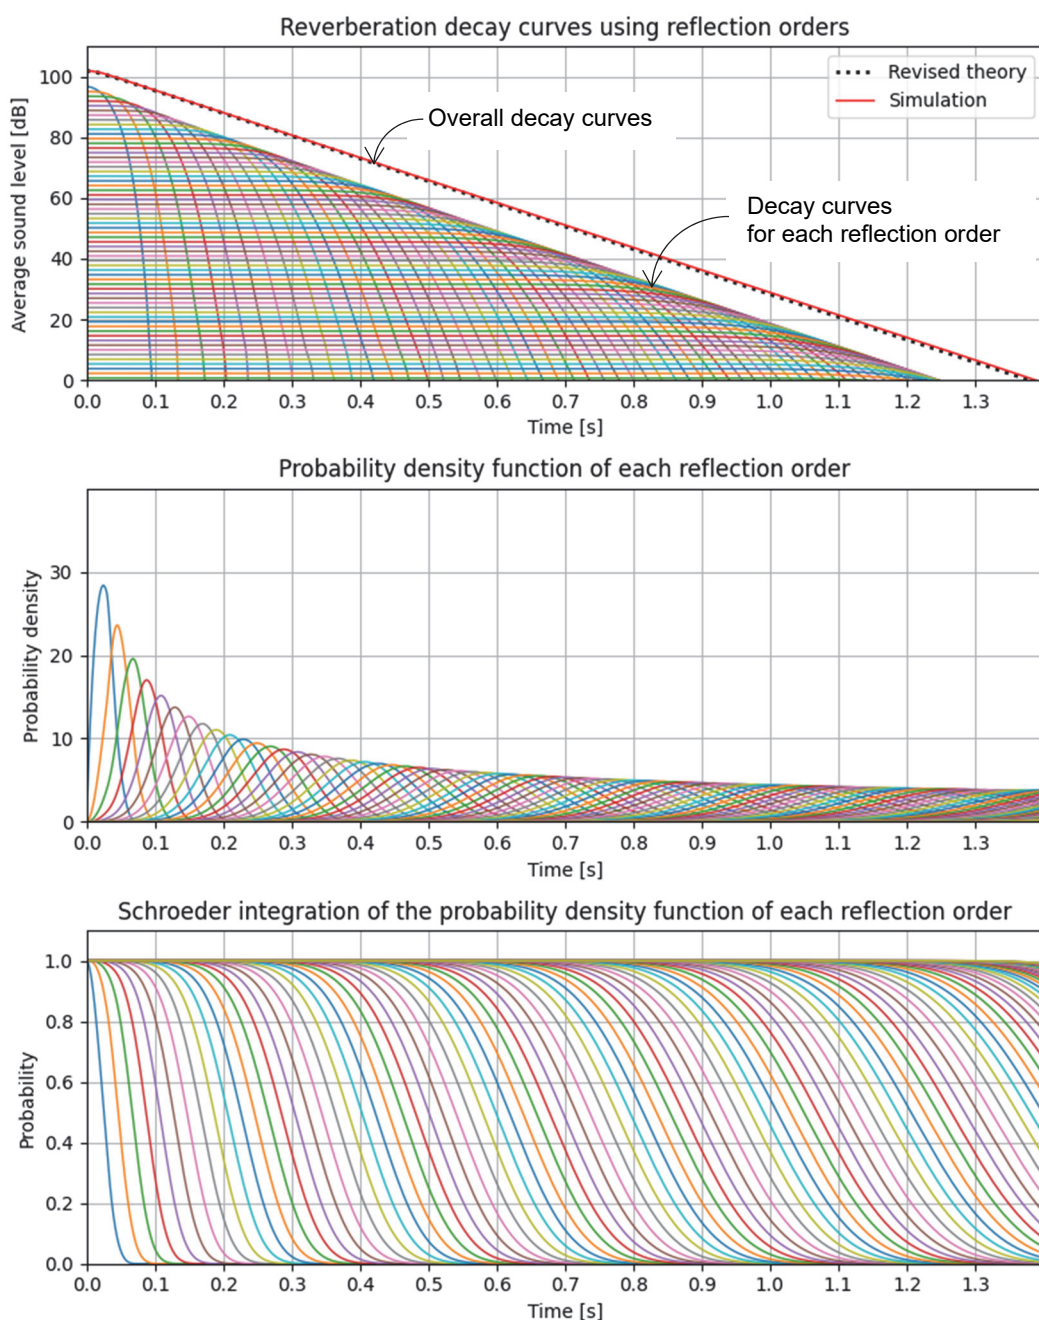 Reverberation decay curves using reflection orders
Average sound level [dB]
100
80
60
40
20
0
Revised theory
Simulation
Overall decay curves
Decay curves
for each reflection order
0.0 0.1 0.2 0.3 0.4 0.5 0.6 0.7 0.8 0.9 1.0 1.1 1.2 1.3
Time [s]
Probability density function of each reflection order
Probability density
30
20
10
0
0.0 0.1 0.2 0.3 0.4 0.5 0.6 0.7 0.8 0.9 1.0 1.1 1.2 1.3
Time [s]
Schroeder integration of the probability density function of each reflection order
Probability
1.0
0.8
0.6
0.4
0.2
0.0
0.0 0.1 0.2 0.3 0.4 0.5 0.6 0.7 0.8 0.9 1.0 1.1 1.2 1.3
Time [s]